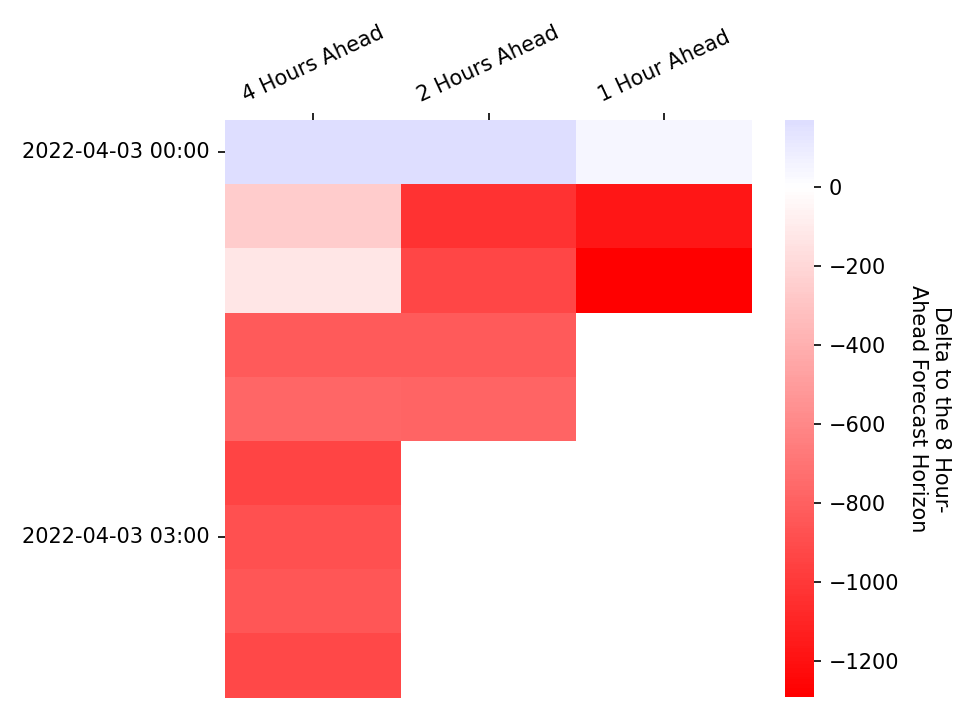 4 Hours Ahead
2 Hours Ahead
1 Hour Ahead
2022-04-03 00:00
2022-04-03 03:00
0
−200
−400
−600
−800
−1000
−1200
Delta to the 8 Hour-
Ahead Forecast Horizon